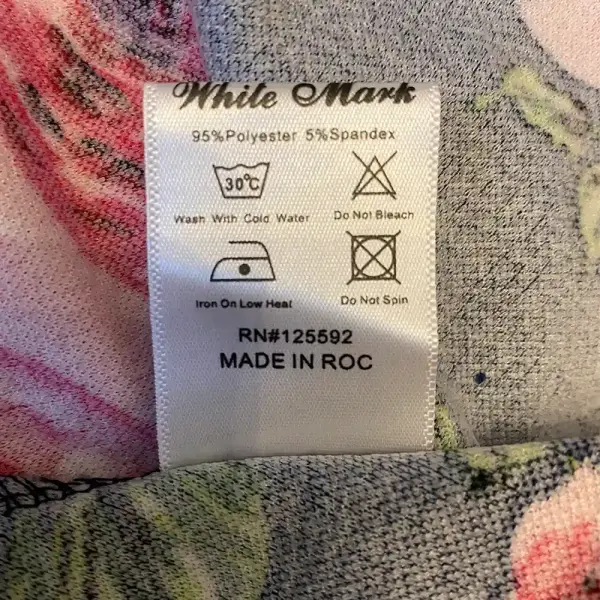 White Mark
95%Polyester 5%Spandex
30°C
Wash With Cold Water
Do Not Bleach
Iron On Low Heat
Do Not Spin
RN#125592
MADE IN ROC